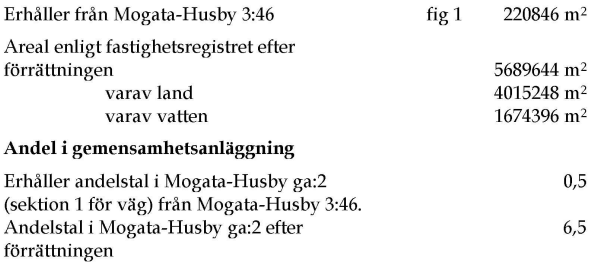 Erhåller från Mogata-Husby 3:46 fig 1 220846 m²
Areal enligt fastighetsregistret efter
förrättningen 5689644 m²
varav land 4015248 m²
varav vatten 1674396 m²
Andel i gemensamhetsanläggning
Erhåller andelstal i Mogata-Husby ga:2 0,5
(sektion 1 för väg) från Mogata-Husby 3:46.
Andelstal i Mogata-Husby ga:2 efter 6,5
förrättningen